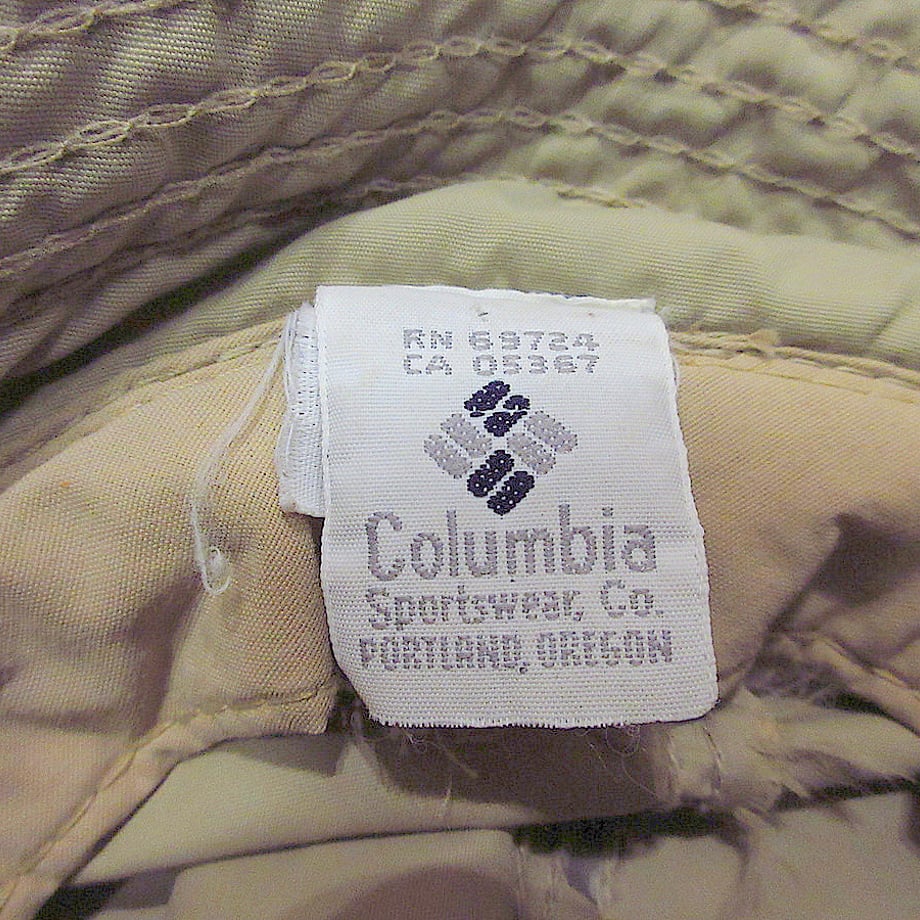 RN 69724
CA 05367
Columbia
Sportswear, Co.
PORTLAND, OREGON